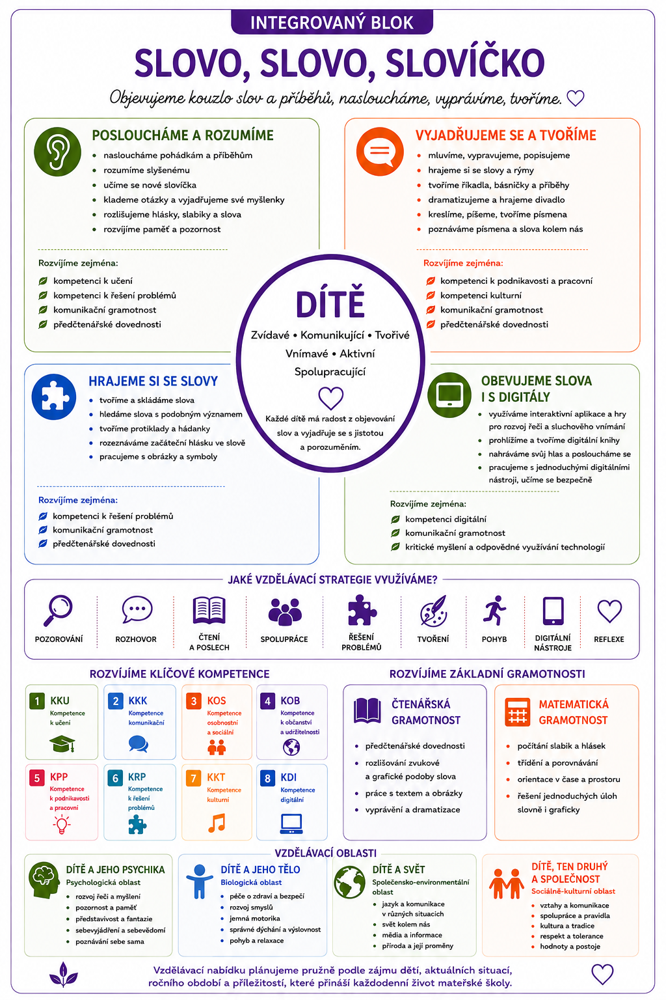 INTEGROVANÝ BLOK
SLOVO, SLOVO, SLOVÍČKO
Objevujeme kouzlo slov a příběhů, nasloucháme, vyprávíme, tvoříme.
POSLOUCHÁME A ROZUMÍME
• nasloucháme pohádkám a příběhům
• rozumíme slyšenému
• učíme se nové slovíčka
• klademe otázky a vyjadřujeme své myšlenky
• rozlišujeme hlásky, slabiky a slova
• rozvíjíme paměť a pozornost
Rozvíjíme zejména:
kompetenci k učení
kompetenci k řešení problémů
komunikační gramotnost
předčtenářské dovednosti
VYJADŘUJEME SE A TVOŘÍME
• mluvíme, vypravujeme, popisujeme
• hrajeme si se slovy a rýmy
• tvoříme říkadla, básničky a příběhy
• dramatizujeme a hrajeme divadlo
• kreslíme, píšeme, tvoříme písmena
• poznáváme písmena a slova kolem nás
Rozvíjíme zejména:
kompetenci k podnikavosti a pracovní
kompetenci kulturní
komunikační gramotnost
předčtenářské dovednosti
DÍTĚ
Zvídavé • Komunikující • Tvořivé
Vnímavé • Aktivní
Spolupracující
Každé dítě má radost z objevování
slov a vyjadřuje se s jistotou
a porozuměním.
HRAJEME SI SE SLOVY
• tvoříme a skládáme slova
• hledáme slova s podobným významem
• tvoříme protiklady a hádanky
• rozeznáváme začáteční hlásku ve slově
• pracujeme s obrázky a symboly
Rozvíjíme zejména:
kompetenci k řešení problémů
komunikační gramotnost
předčtenářské dovednosti
OBEVUJEME SLOVA
I S DIGITÁLY
• využíváme interaktivní aplikace a hry
pro rozvoj řeči a sluchového vnímání
• prohlížíme a tvoříme digitální knihy
• nahráváme svůj hlas a posloucháme se
• pracujeme s jednoduchými digitálními
nástroji, učíme se bezpečně
Rozvíjíme zejména:
kompetenci digitální
komunikační gramotnost
kritické myšlení a odpovědné využívání technologií
JAKÉ VZDĚLÁVACÍ STRATEGIE VYUŽÍVÁME?
POZOROVÁNÍ
ROZHOVOR
ČTENÍ
A POSLECH
SPOLUPRÁCE
ŘEŠENÍ
PROBLÉMŮ
TVOŘENÍ
POHYB
DIGITÁLNÍ
NÁSTROJE
REFLEXE
ROZVÍJÍME KLÍČOVÉ KOMPETENCE
1 KKU
Kompetence
k učení
2 KKK
Kompetence
komunikační
3 KOS
Kompetence
osobnostní
a sociální
4 KOB
Kompetence
k občanství
a udržitelnosti
5 KPP
Kompetence
k podnikavosti
a pracovní
6 KRP
Kompetence
k řešení
problémů
7 KKT
Kompetence
kulturní
8 KDI
Kompetence
digitální
ROZVÍJÍME ZÁKLADNÍ GRAMOTNOSTI
ČTENÁŘSKÁ
GRAMOTNOST
• předčtenářské dovednosti
• rozlišování zvukové
a grafické podoby slova
• práce s textem a obrázky
• vyprávění a dramatizace
MATEMATICKÁ
GRAMOTNOST
• počítání slabik a hlásek
• třídění a porovnávání
• orientace v čase a prostoru
• řešení jednoduchých úloh
slovně i graficky
VZDĚLÁVACÍ OBLASTI
DÍTĚ A JEHO PSYCHIKA
Psychologická oblast
• rozvoj řeči a myšlení
• pozornost a paměť
• představivost a fantazie
• sebevyjádření a sebevědomí
• poznávání sebe sama
DÍTĚ A JEHO TĚLO
Biologická oblast
• péče o zdraví a bezpečí
• rozvoj smyslů
• jemná motorika
• správné dýchání a výslovnost
• pohyb a relaxace
DÍTĚ A SVĚT
Společensko-environmentální
oblast
• jazyk a komunikace
v různých situacích
• svět kolem nás
• média a informace
• příroda a její proměny
DÍTĚ, TEN DRUHÝ
A SPOLEČNOST
Sociálně-kulturní oblast
• vztahy a komunikace
• spolupráce a pravidla
• kultura a tradice
• respekt a tolerance
• hodnoty a postoje
Vzdělávací nabídku plánujeme pružně podle zájmu dětí, aktuálních situací,
ročního období a příležitostí, které přináší každodenní život mateřské školy.